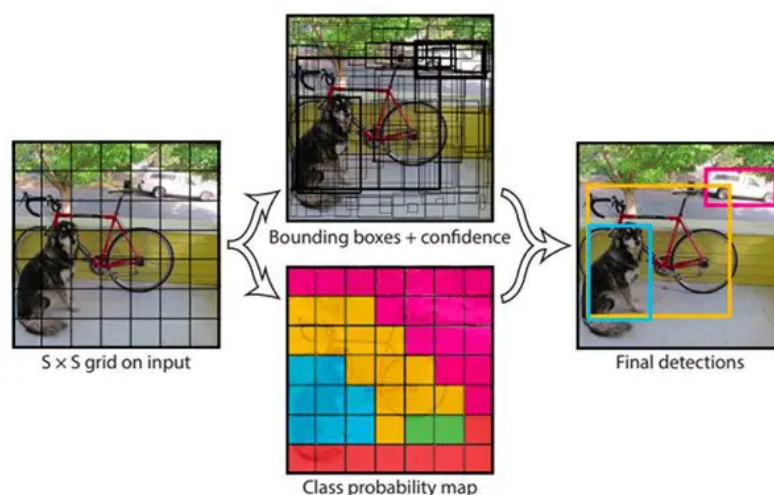 Bounding boxes + confidence
S × S grid on input
Final detections
Class probability map